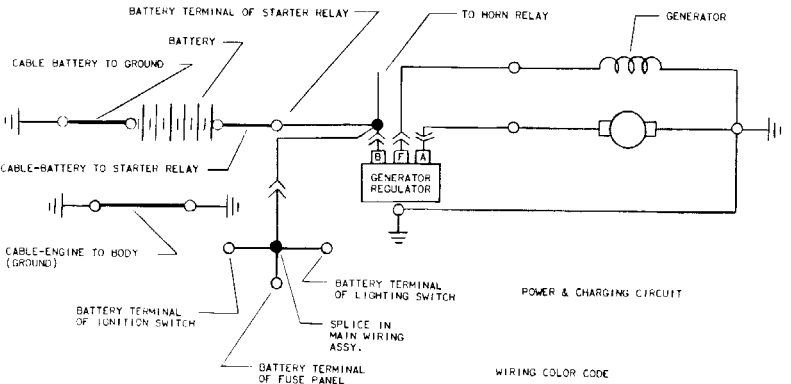 BATTERY TERMINAL OF STARTER RELAY
TO HORN RELAY
GENERATOR
BATTERY
CABLE BATTERY TO GROUND
B F A
GENERATOR
REGULATOR
CABLE-BATTERY TO STARTER RELAY
CABLE-ENGINE TO BODY
(GROUND)
BATTERY TERMINAL
OF LIGHTING SWITCH
POWER & CHARGING CIRCUIT
BATTERY TERMINAL
OF IGNITION SWITCH
SPLICE IN
MAIN WIRING
ASSY.
BATTERY TERMINAL
OF FUSE PANEL
WIRING COLOR CODE